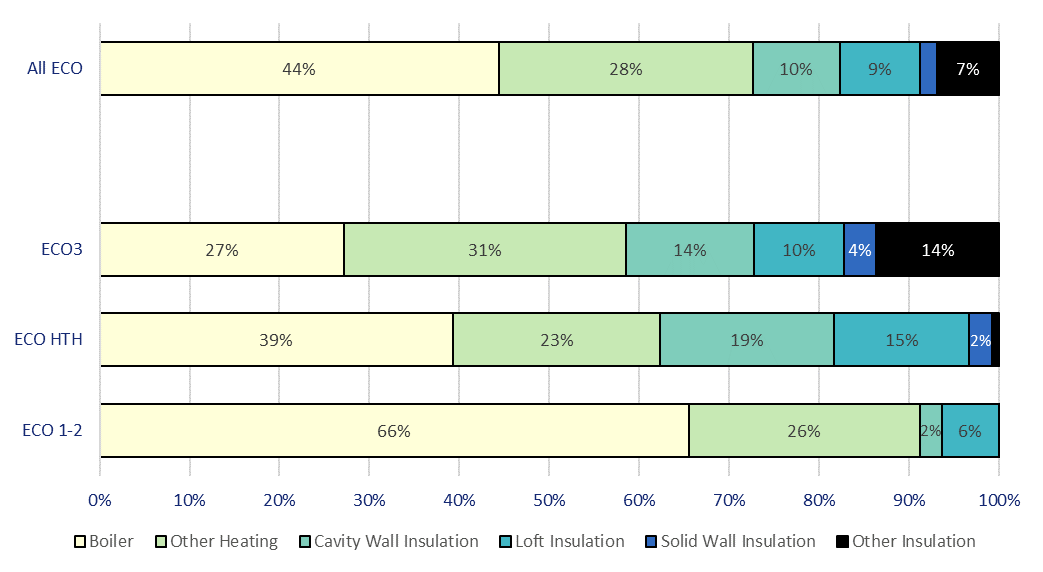 All ECO
44% 28% 10% 9% 7%
ECO3
27% 31% 14% 10% 4% 14%
ECO HTH
39% 23% 19% 15% 2%
ECO 1-2
66% 26% 2% 6%
0% 10% 20% 30% 40% 50% 60% 70% 80% 90% 100%
Boiler Other Heating Cavity Wall Insulation Loft Insulation Solid Wall Insulation Other Insulation